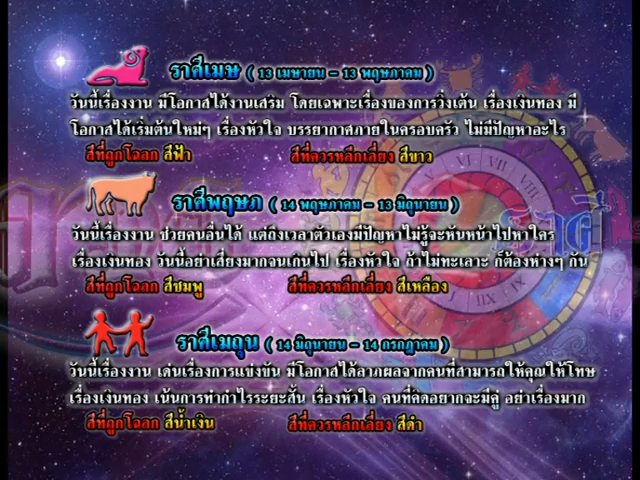 ราศีเมษ ( 13 เมษายน - 13 พฤษภาคม )
วันนี้เรื่องงาน มีโอกาสได้งานเสริม โดยเฉพาะเรื่องของการวิ่งเต้น เรื่องเงินทอง มี
โอกาสได้เริ่มต้นใหม่ๆ เรื่องหัวใจ บรรยากาศภายในครอบครัว ไม่มีปัญหาอะไร
สีที่ถูกโฉลก สีฟ้า สีที่ควรหลีกเลี่ยง สีขาว
ราศีพฤษภ ( 14 พฤษภาคม - 13 มิถุนายน )
วันนี้เรื่องงาน ช่วยคนอื่นได้ แต่ถึงเวลาตัวเองมีปัญหาไม่รู้จะหันหน้าไปหาใคร
เรื่องเงินทอง วันนี้อย่าเสี่ยงมากจนเกินไป เรื่องหัวใจ ถ้าไม่ทะเลาะ ก็ต้องห่างๆ กัน
สีที่ถูกโฉลก สีชมพู สีที่ควรหลีกเลี่ยง สีเหลือง
ราศีเมถุน ( 14 มิถุนายน - 14 กรกฎาคม )
วันนี้เรื่องงาน เด่นเรื่องการแข่งขัน มีโอกาสได้ลาภผลจากคนที่สามารถให้คุณให้โทษ
เรื่องเงินทอง เน้นการทำกำไรระยะสั้น เรื่องหัวใจ คนที่คิดอยากจะมีคู่ อย่าเรื่องมาก
สีที่ถูกโฉลก สีน้ำเงิน สีที่ควรหลีกเลี่ยง สีดำ